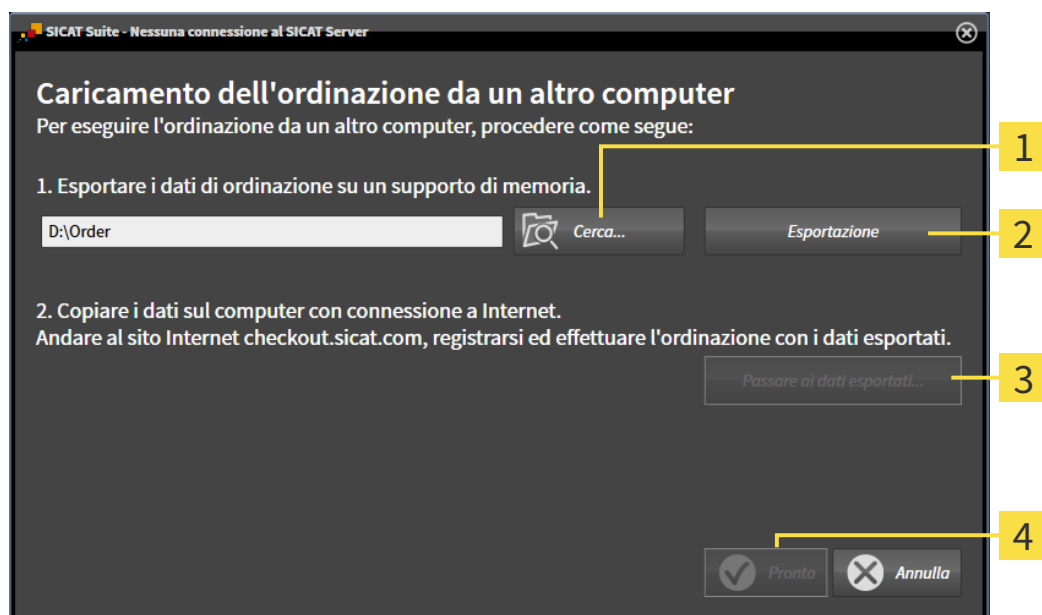 SICAT Suite - Nessuna connessione al SICAT Server
Caricamento dell'ordinazione da un altro computer
Per eseguire l'ordinazione da un altro computer, procedere come segue:
1
1. Esportare i dati di ordinazione su un supporto di memoria.
D:\Order
Cerca...
Esportazione
2
2. Copiare i dati sul computer con connessione a Internet.
Andare al sito Internet checkout.sicat.com, registrarsi ed effettuare l'ordinazione con i dati esportati.
Passare ai dati esportati...
3
4
Pronto
Annulla